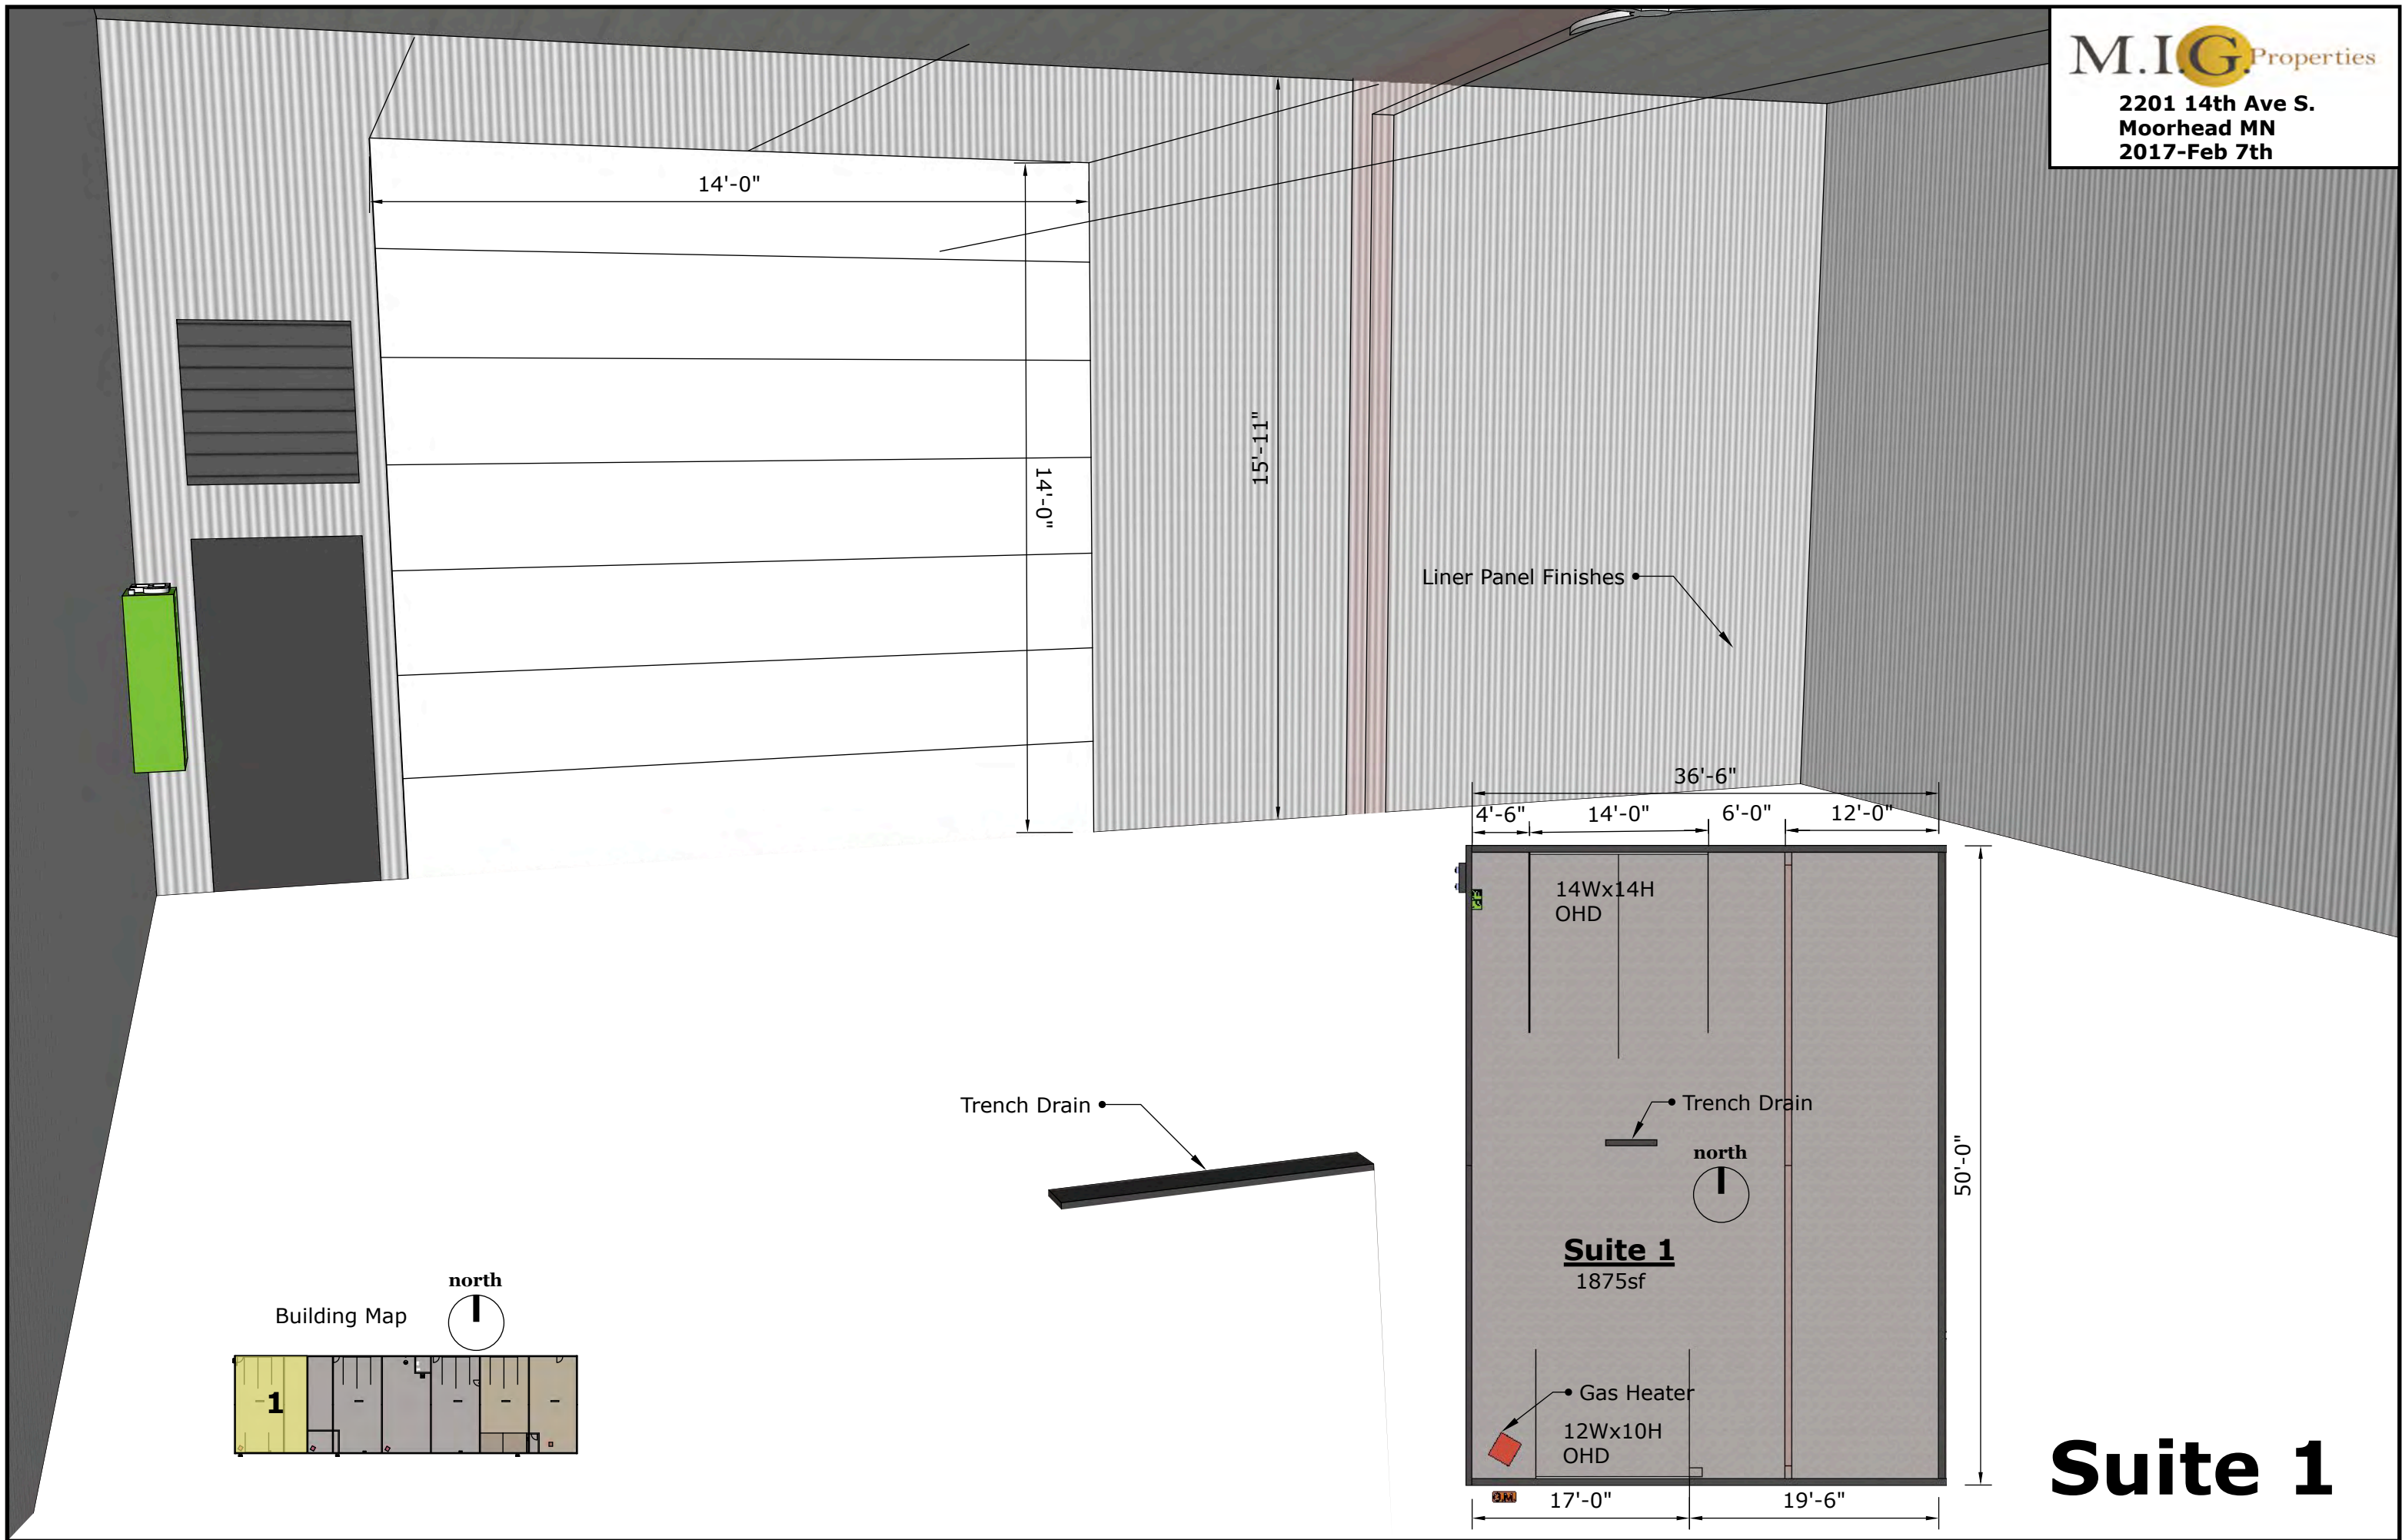 M.I.G. Properties
2201 14th Ave S.
Moorhead MN
2017-Feb 7th
14'-0"
14'-0"
15'-11"
Liner Panel Finishes
36'-6"
4'-6"
14'-0"
6'-0"
12'-0"
14Wx14H
OHD
Trench Drain
Trench Drain
north
50'-0"
Suite 1
1875sf
Gas Heater
12Wx10H
OHD
G.M.
17'-0"
19'-6"
north
Building Map
1
Suite 1